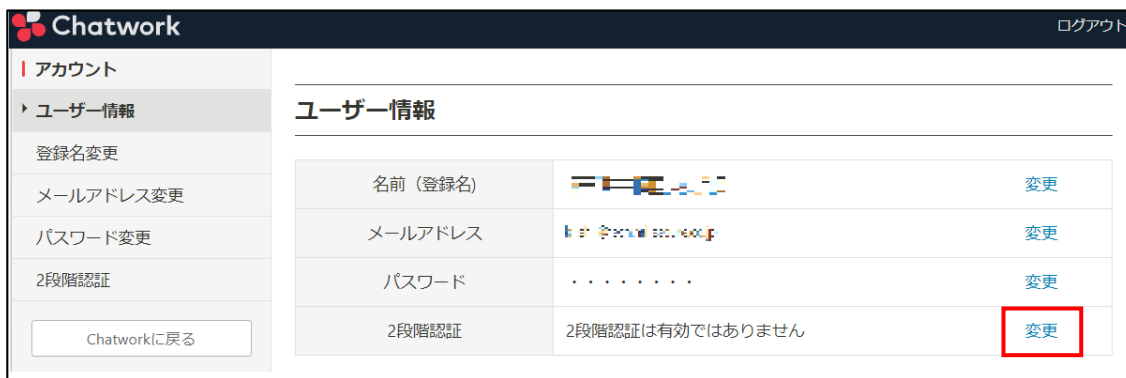 Chatwork
ログアウト
アカウント
ユーザー情報
登録名変更
メールアドレス変更
パスワード変更
2段階認証
Chatworkに戻る
ユーザー情報
名前（登録名) 変更
メールアドレス 変更
パスワード ・・・・・・・・ 変更
2段階認証 2段階認証は有効ではありません 変更